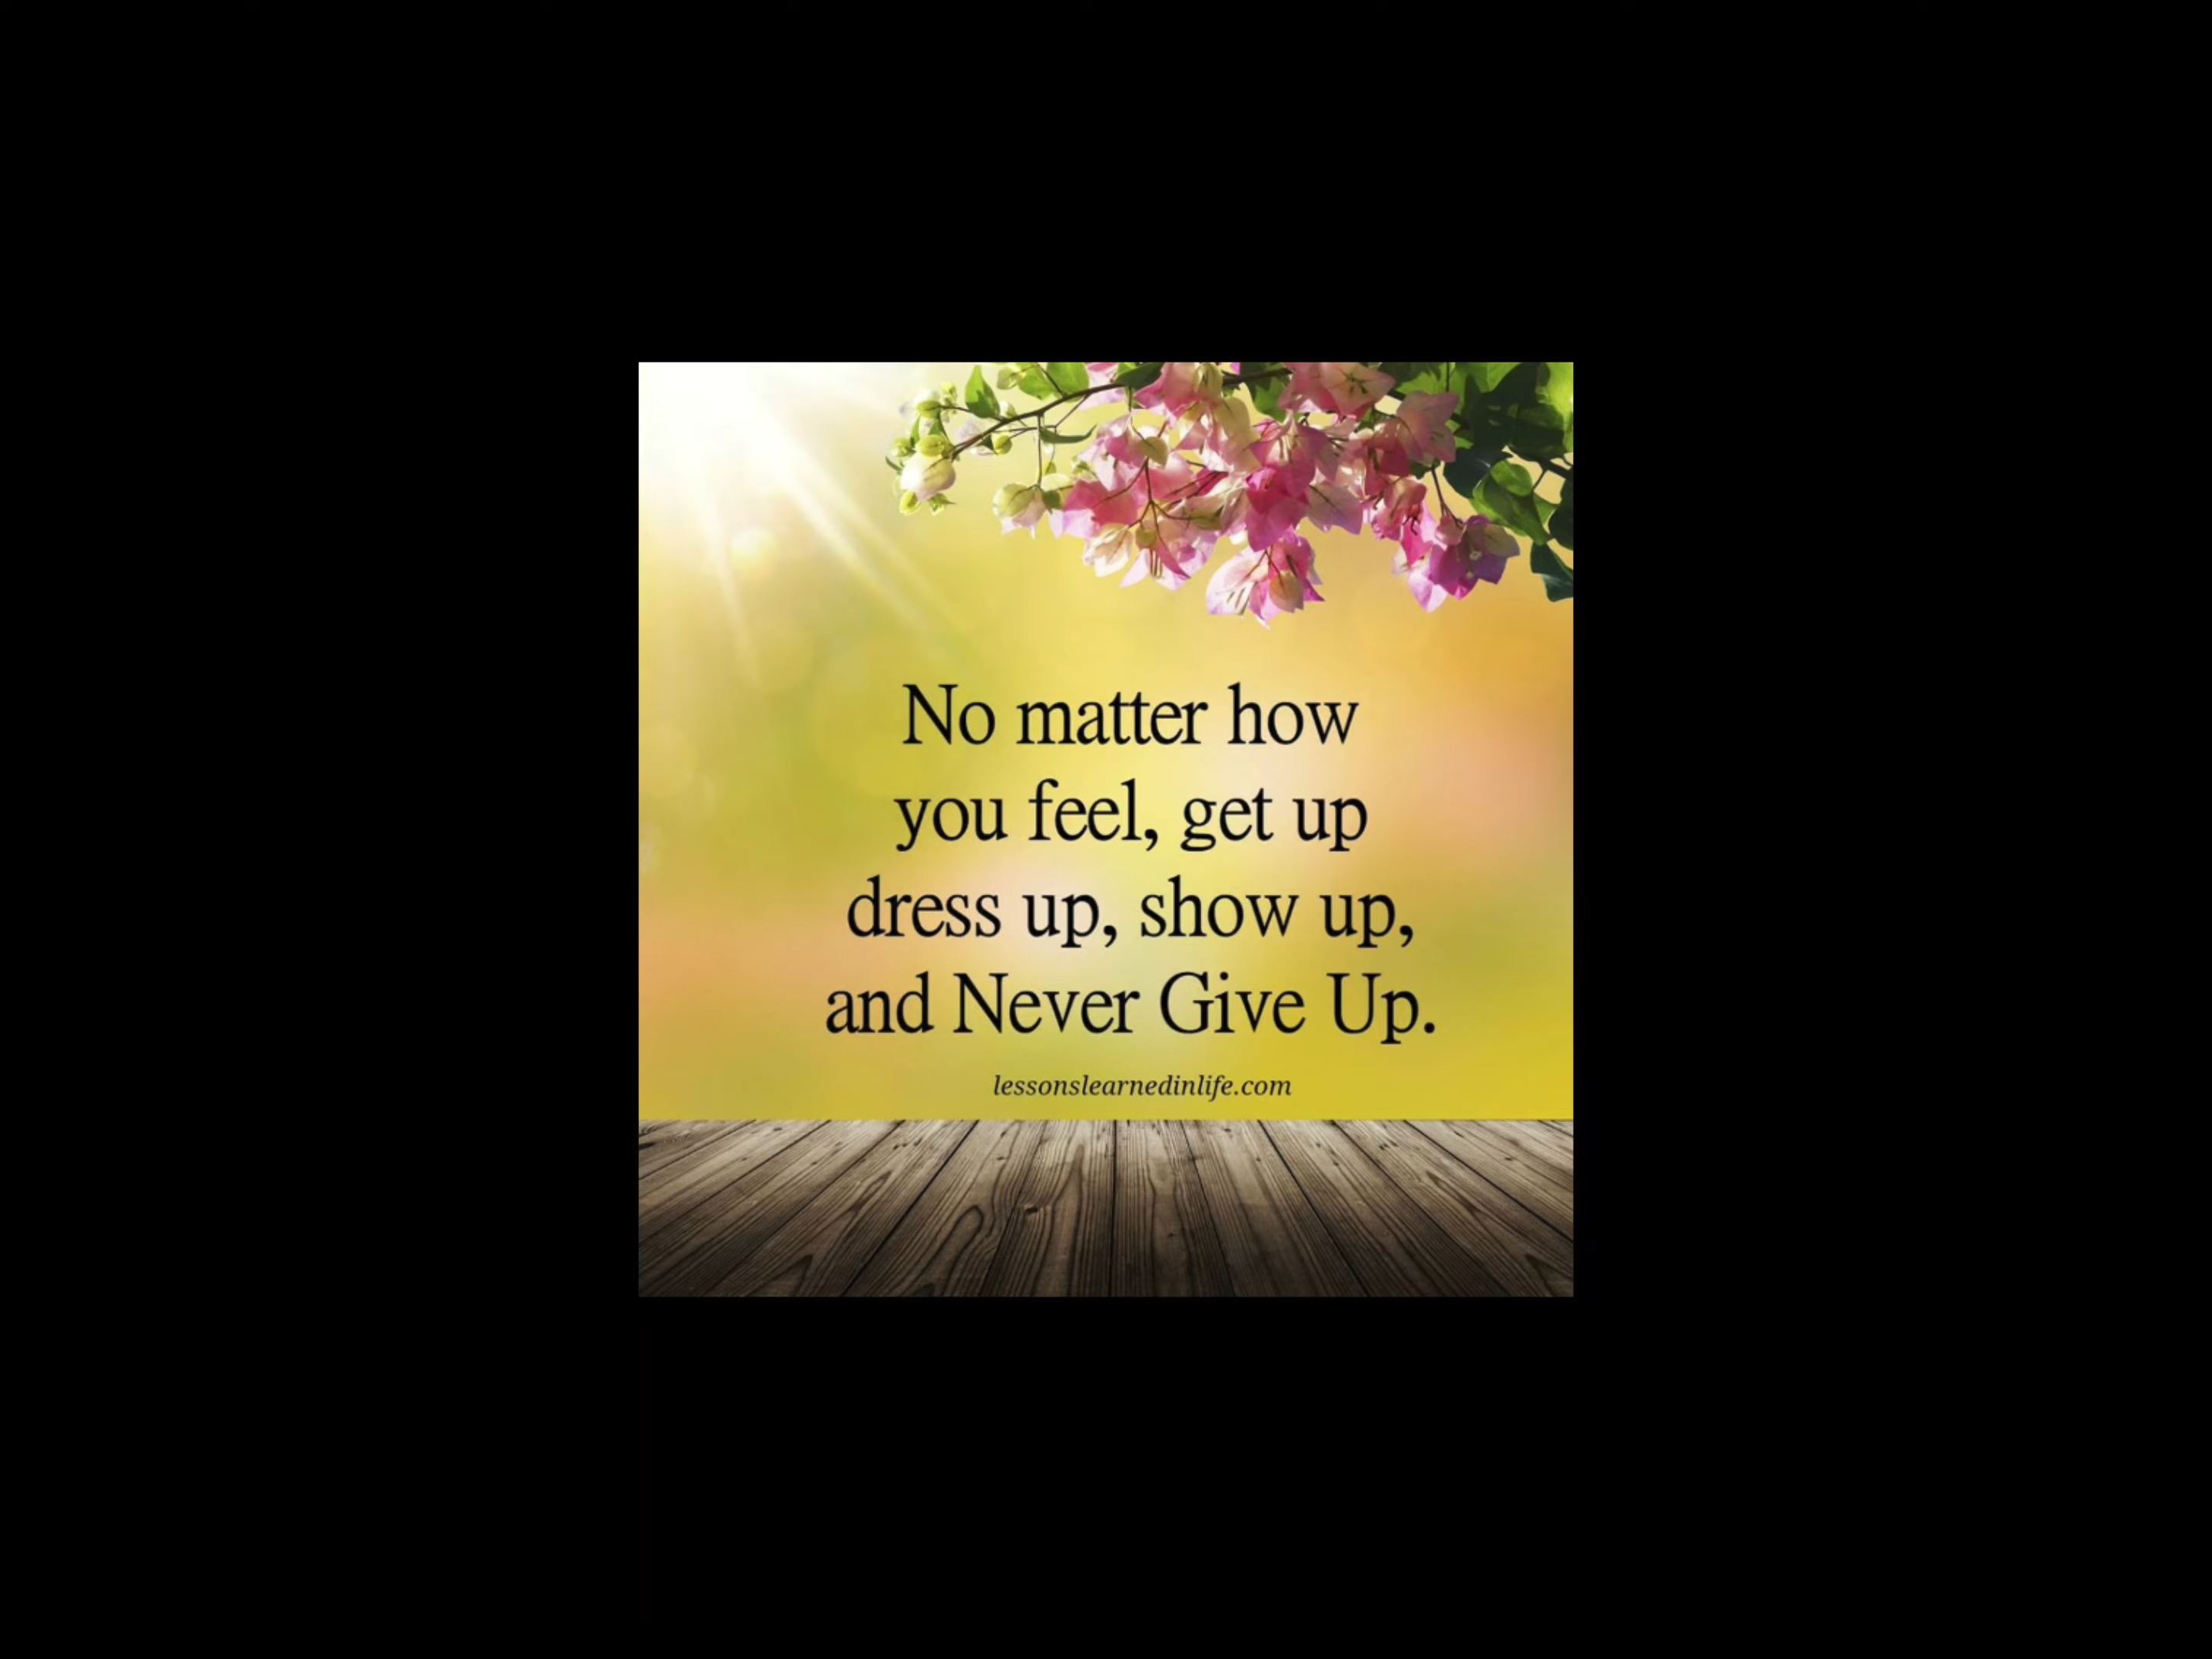 No matter how
you feel, get up
dress up, show up,
and Never Give Up.
lessonslearnedinlife.com